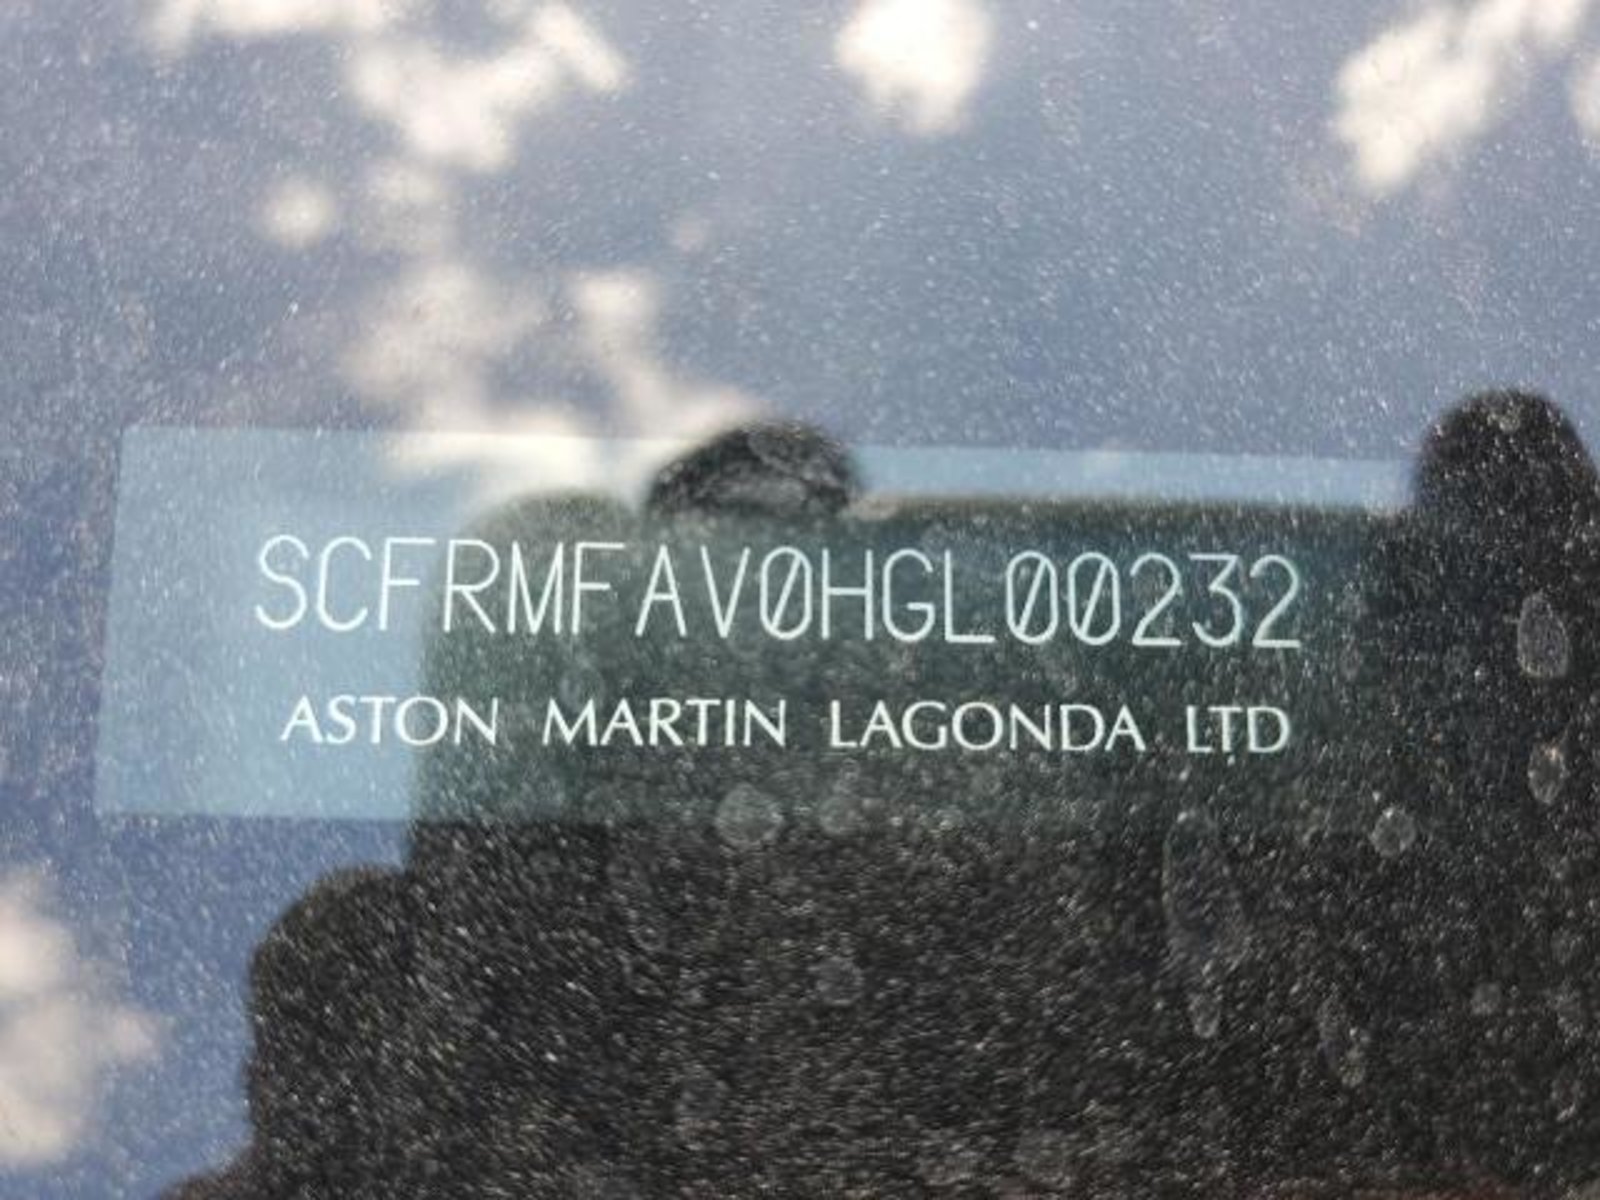 SCFRMFAV0HGL00232
ASTON MARTIN LAGONDA LTD